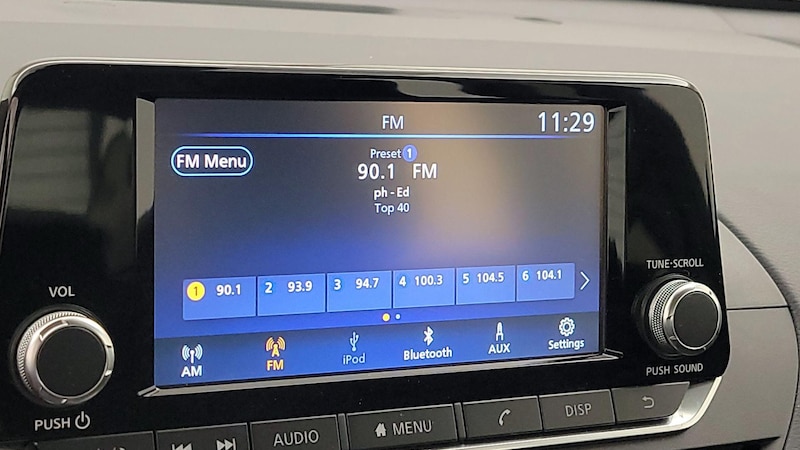 FM
11:29
FM Menu
Preset 1
90.1 FM
ph - Ed
Top 40
1 90.1 2 93.9 3 94.7 4 100.3 5 104.5 6 104.1
AM FM iPod Bluetooth AUX Settings
VOL
PUSH
TUNE·SCROLL
PUSH SOUND
AUDIO MENU DISP